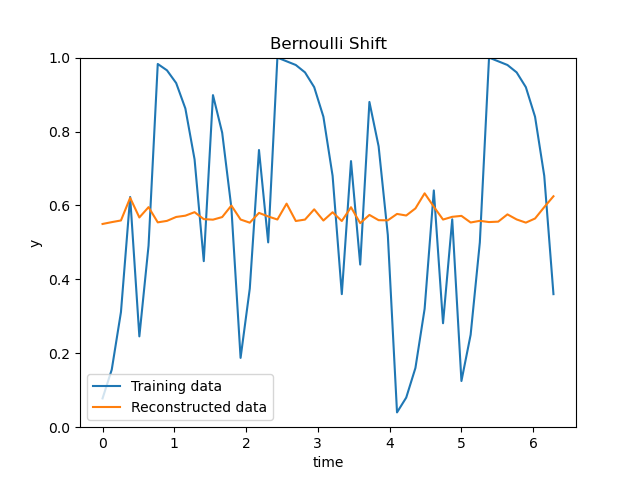 Bernoulli Shift
1.0
0.8
0.6
0.4
0.2
0.0
y
Training data
Reconstructed data
0 1 2 3 4 5 6
time